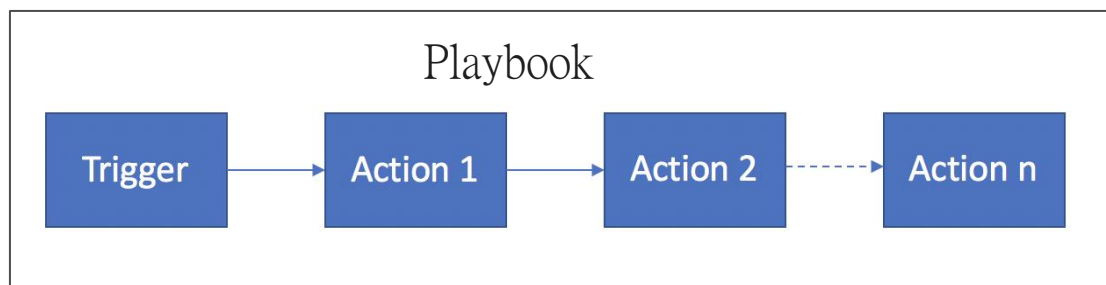 Playbook
Trigger
Action 1
Action 2
Action n